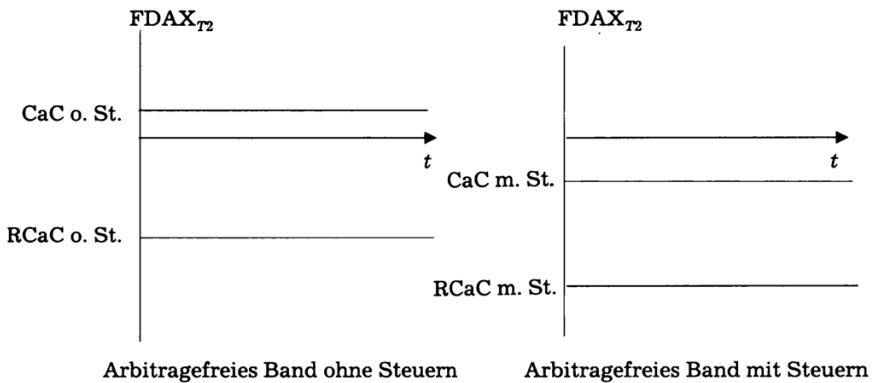 FDAX_T2
CaC o. St.
t
RCaC o. St.
Arbitragefreies Band ohne Steuern
FDAX_T2
t
CaC m. St.
RCaC m. St.
Arbitragefreies Band mit Steuern